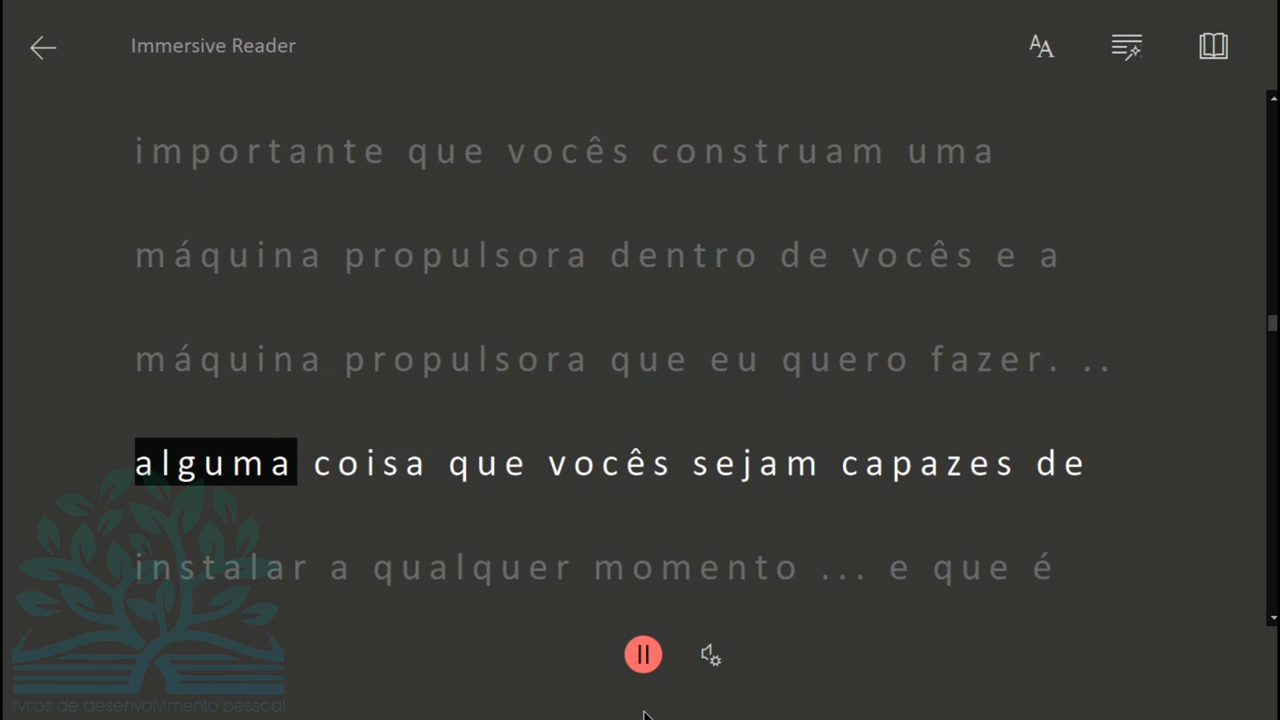 Immersive Reader
AA
importante que vocês construam uma
máquina propulsora dentro de vocês e a
máquina propulsora que eu quero fazer. ..
alguma coisa que vocês sejam capazes de
instalar a qualquer momento ... e que é
livros de desenvolvimento pessoal